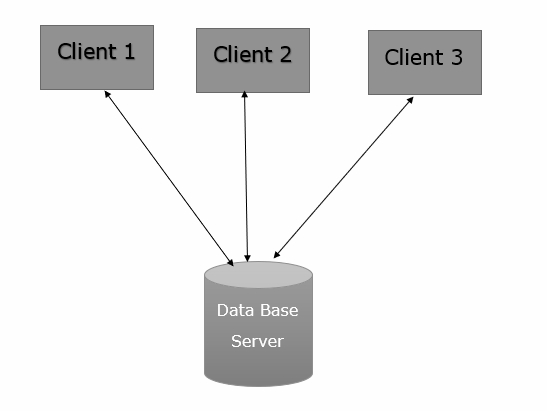 Client 1
Client 2
Client 3
Data Base
Server